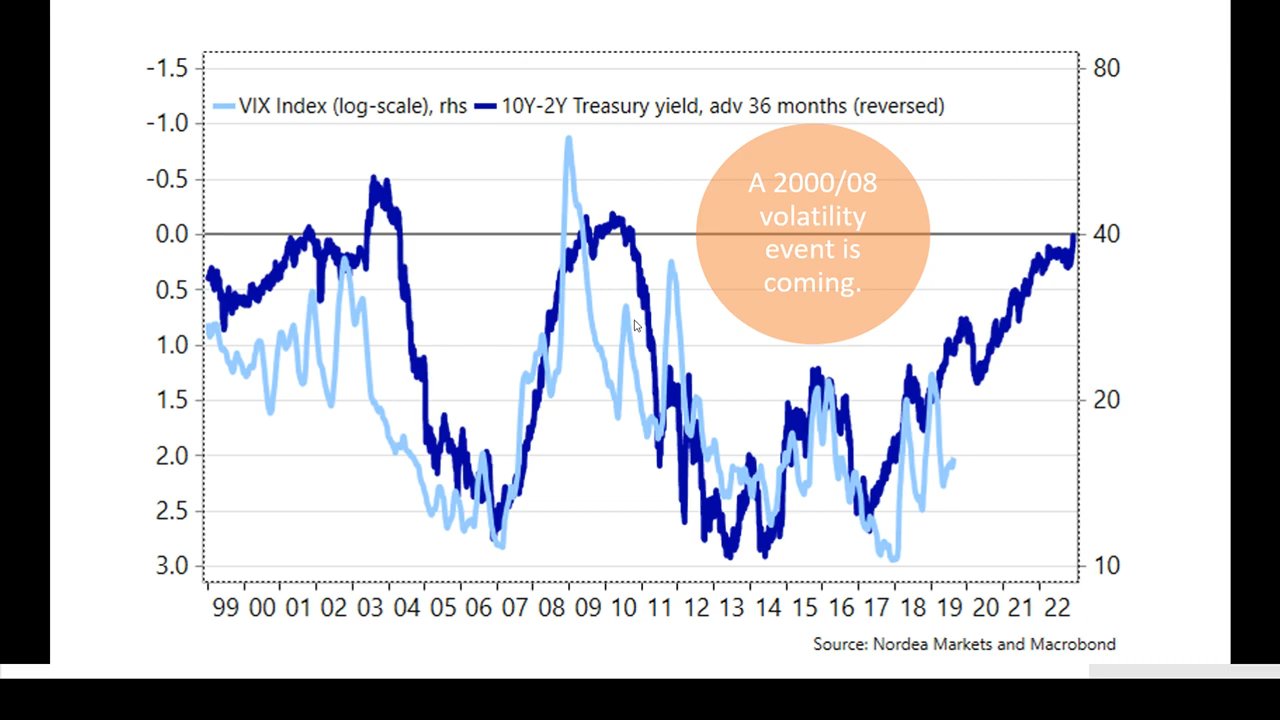 -1.5
80
VIX Index (log-scale), rhs 10Y-2Y Treasury yield, adv 36 months (reversed)
-1.0
-0.5
A 2000/08
volatility
event is
coming.
0.0
40
0.5
1.0
1.5
20
2.0
2.5
3.0
10
99 00 01 02 03 04 05 06 07 08 09 10 11 12 13 14 15 16 17 18 19 20 21 22
Source: Nordea Markets and Macrobond